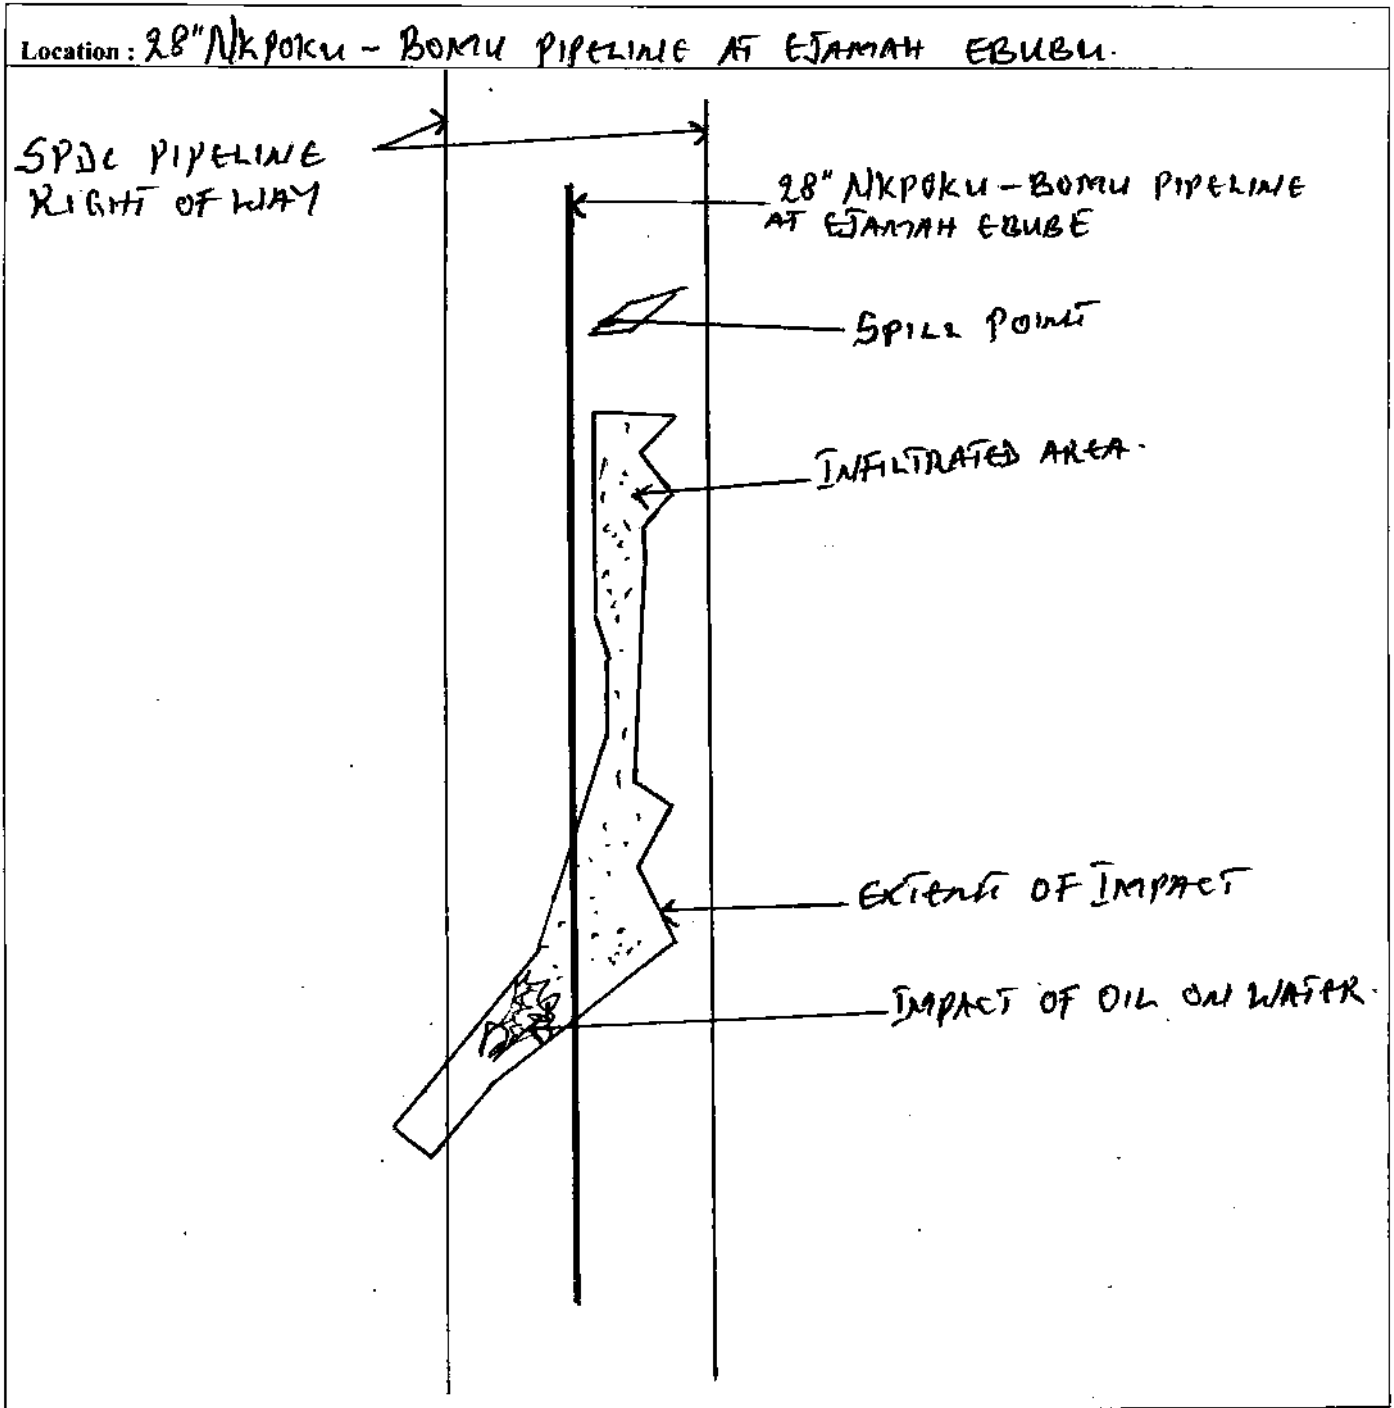 Location : 28" NKPOKU - BOMU PIPELINE AT EJAMAH EBUBU.
SPDC PIPELINE
RIGHT OF WAY
28" NKPOKU - BOMU PIPELINE
AT EJAMAH EBUBE
SPILL POINT
INFILTRATED AREA.
EXTENT OF IMPACT
IMPACT OF OIL ON WATER.